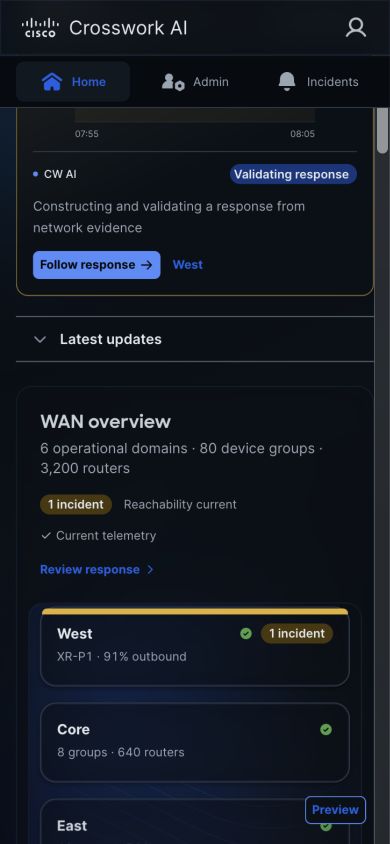 CISCO Crosswork AI
Home Admin Incidents
07:55 08:05
CW AI Validating response
Constructing and validating a response from
network evidence
Follow response → West
Latest updates
WAN overview
6 operational domains · 80 device groups ·
3,200 routers
1 incident Reachability current
✓ Current telemetry
Review response >
West 1 incident
XR-P1 · 91% outbound
Core
8 groups · 640 routers
Preview
East